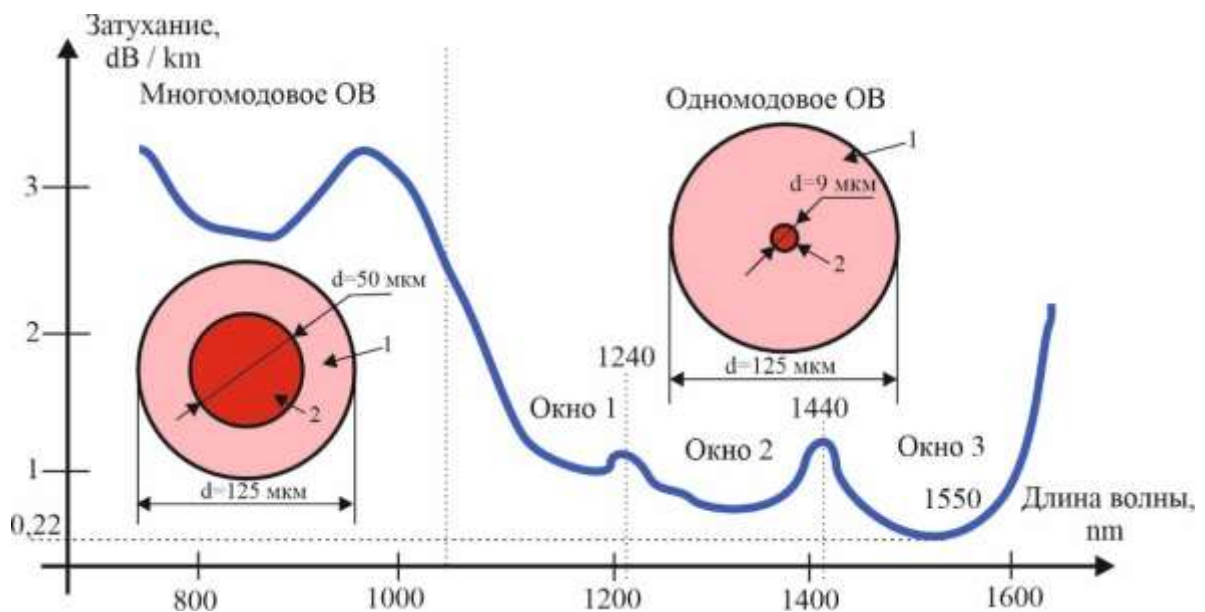 Затухание,
dB / km
Многомодовое ОВ
Одномодовое ОВ
1
d=9 мкм
3
2
d=50 мкм
1
2
1240
d=125 мкм
2
Окно 1
1440
Окно 2
Окно 3
1
d=125 мкм
1550
Длина волны,
nm
0,22
800
1000
1200
1400
1600